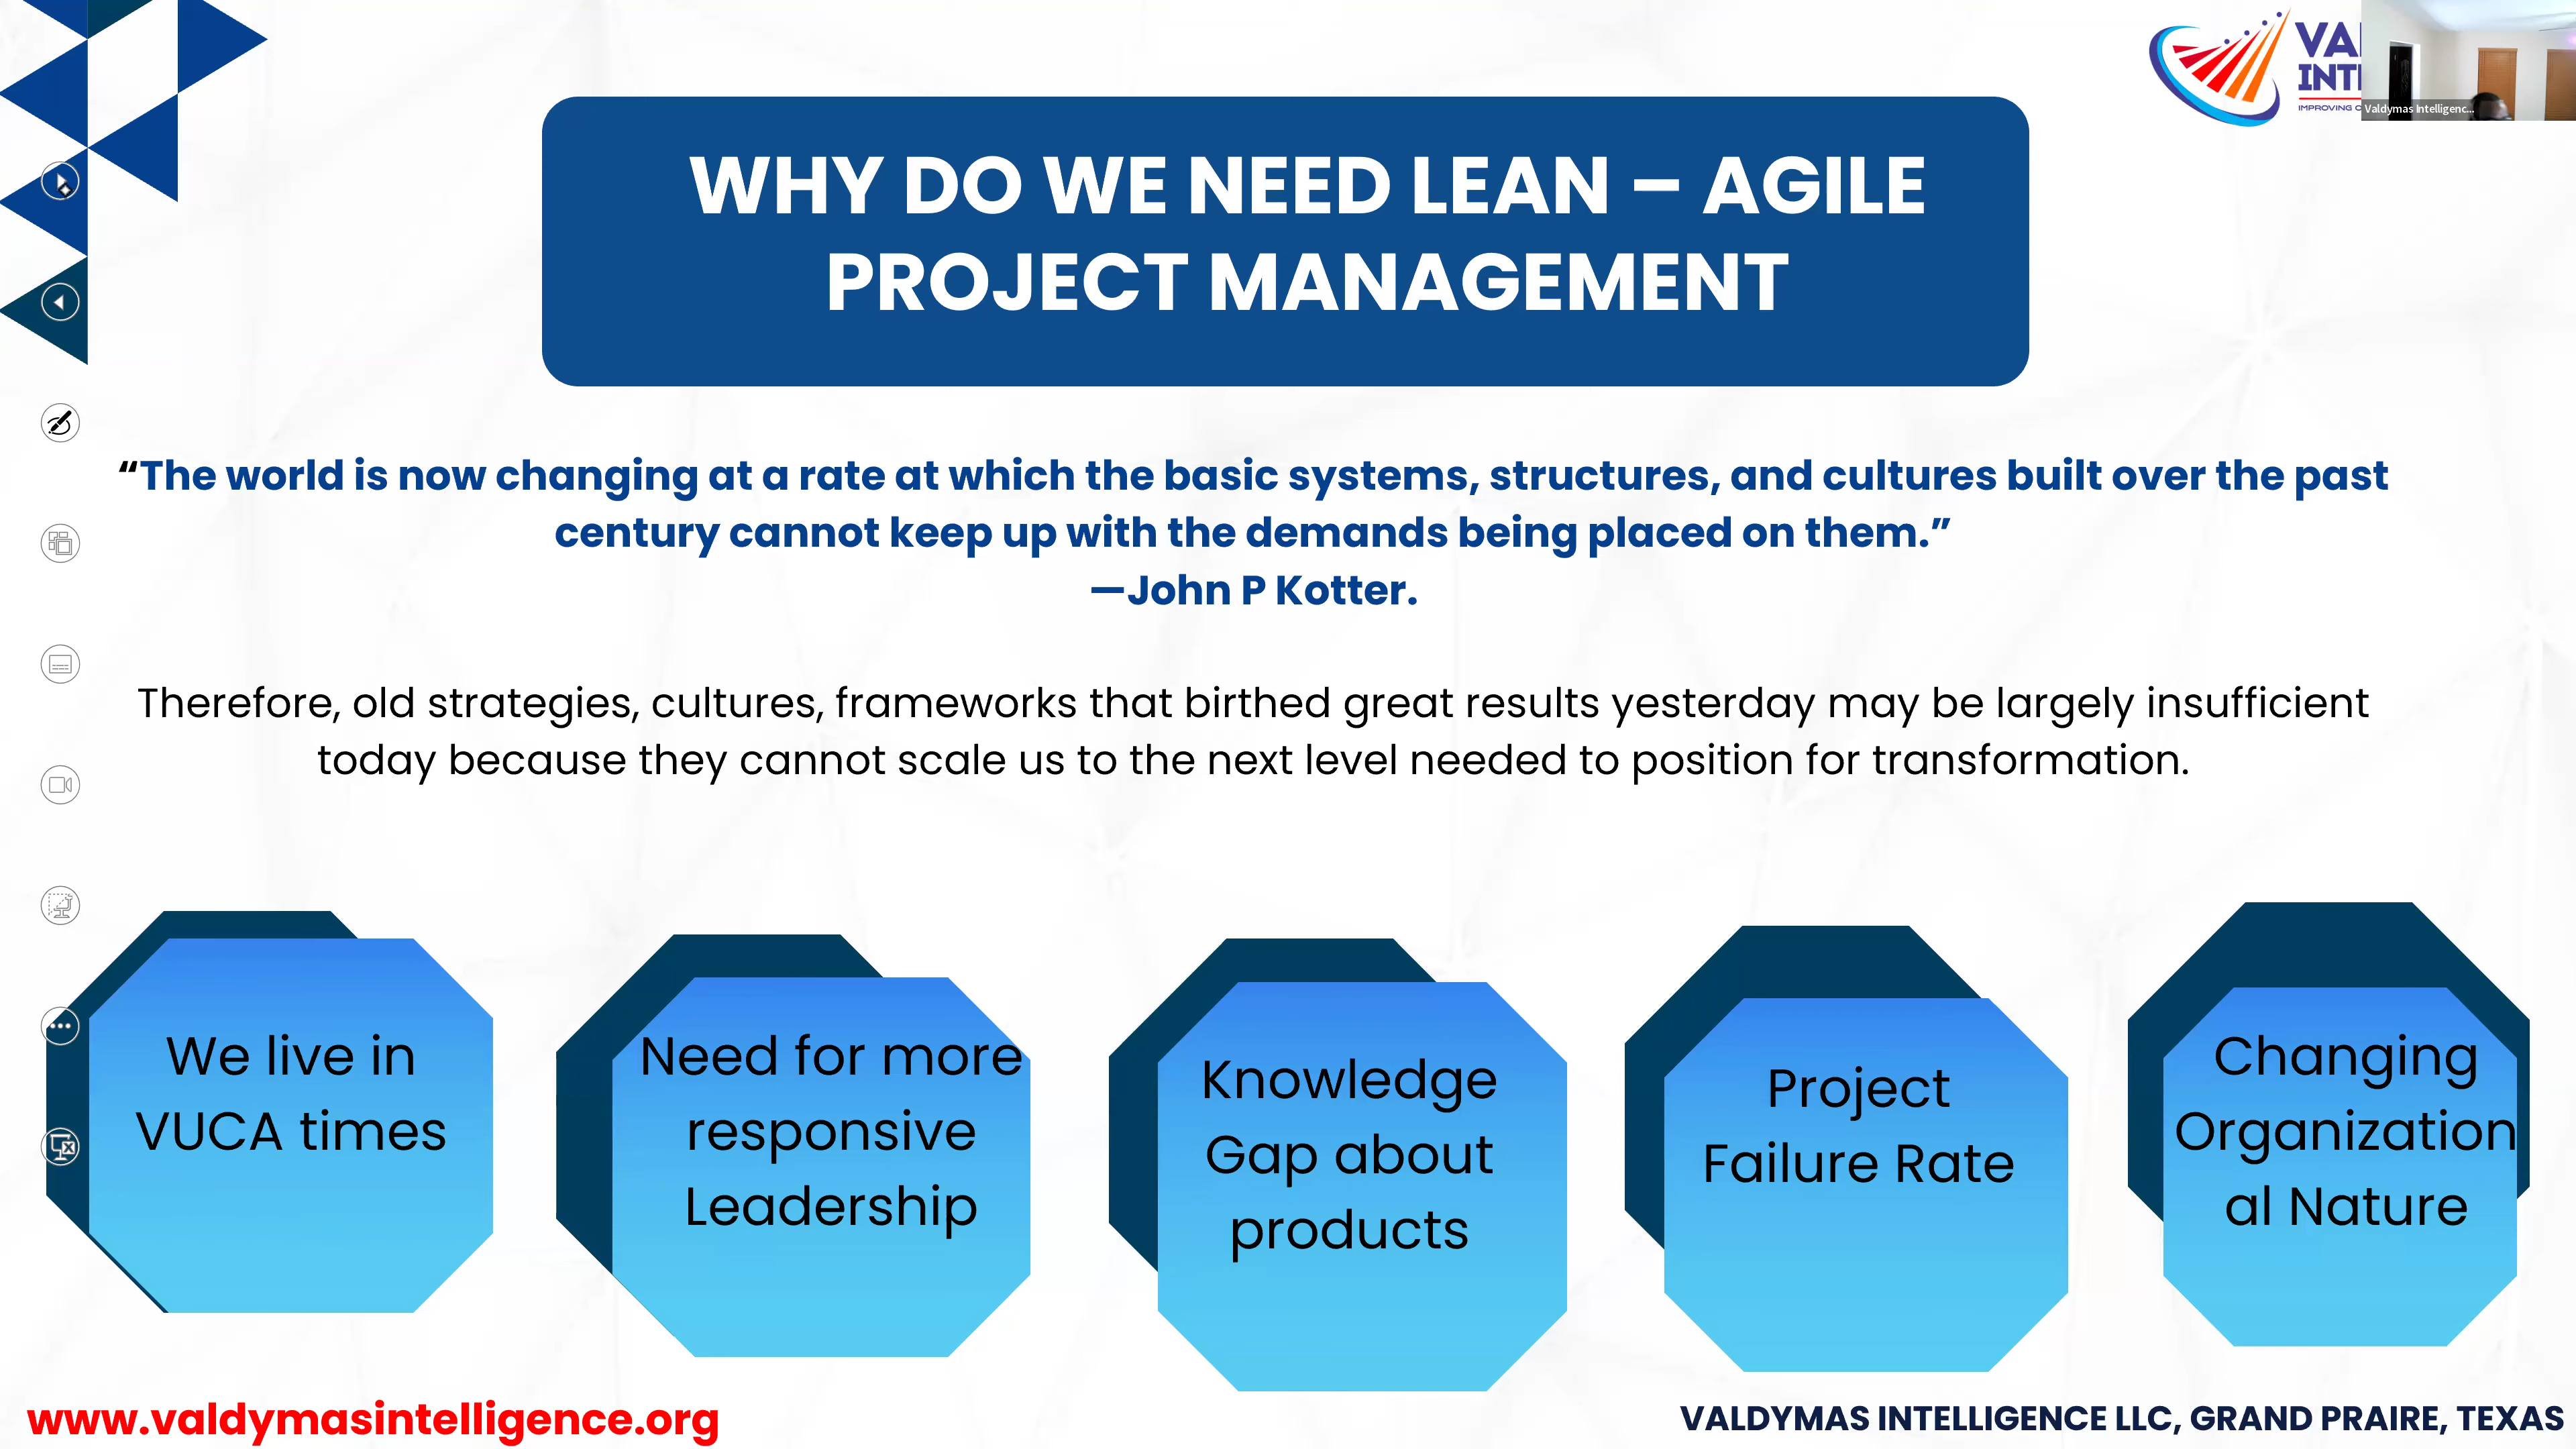 VA
INT
IMPROVING
Valdymas Intelligenc...
WHY DO WE NEED LEAN – AGILE
PROJECT MANAGEMENT
“The world is now changing at a rate at which the basic systems, structures, and cultures built over the past
century cannot keep up with the demands being placed on them.”
—John P Kotter.
Therefore, old strategies, cultures, frameworks that birthed great results yesterday may be largely insufficient
today because they cannot scale us to the next level needed to position for transformation.
We live in
VUCA times
Need for more
responsive
Leadership
Knowledge
Gap about
products
Project
Failure Rate
Changing
Organization
al Nature
www.valdymasintelligence.org
VALDYMAS INTELLIGENCE LLC, GRAND PRAIRE, TEXAS